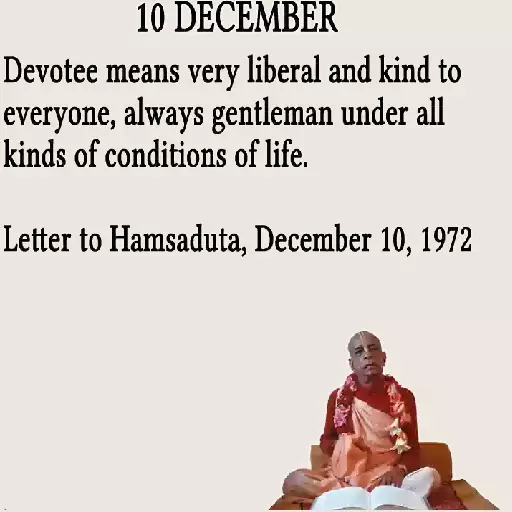 10 DECEMBER
Devotee means very liberal and kind to
everyone, always gentleman under all
kinds of conditions of life.
Letter to Hamsaduta, December 10, 1972